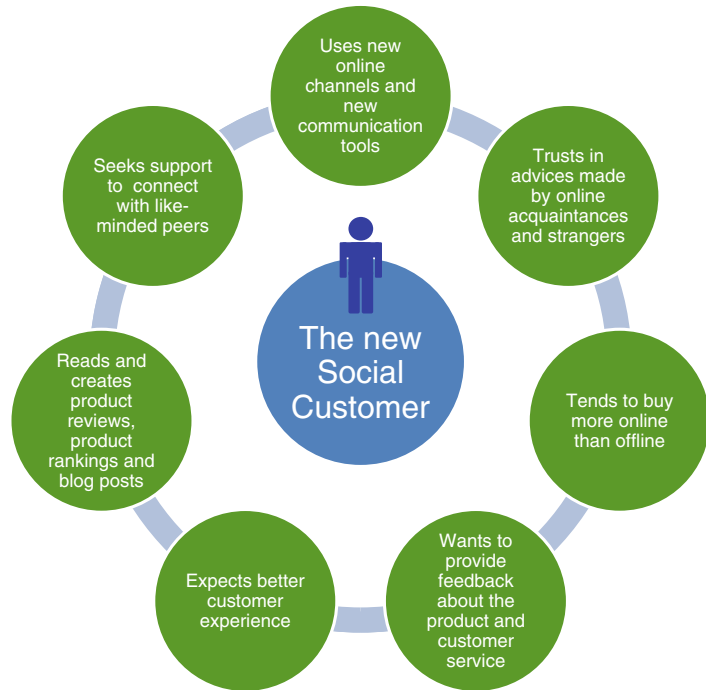 Uses new
online
channels and
new
communication
tools
Trusts in
advices made
by online
acquaintances
and strangers
Tends to buy
more online
than offline
Wants to
provide
feedback
about the
product and
customer
service
Expects better
customer
experience
Reads and
creates
product
reviews,
product
rankings and
blog posts
Seeks support
to connect
with like-
minded peers
The new
Social
Customer